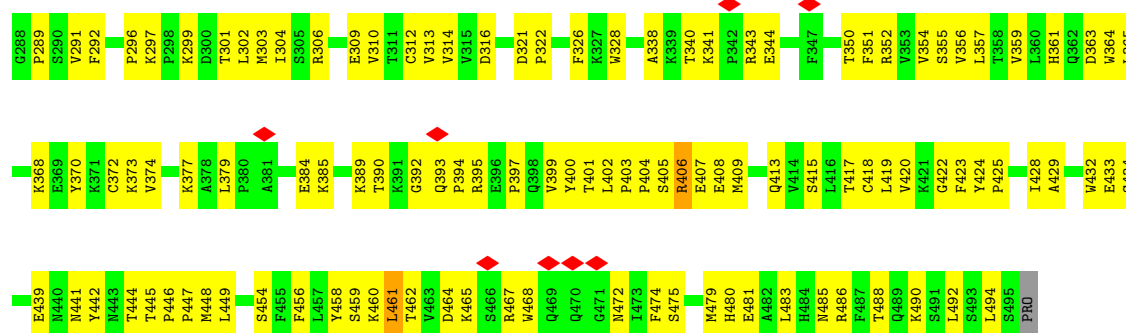 G288 P289 S290 V291 F292 P296 K297 P298 K299 D300 T301 L302 M303 I304 S305 R306 E309 V310 T311 C312 V313 V314 V315 D316 D321 P322 F326 K327 W328 A338 K339 T340 K341 P342 R343 E344 F347 T350 F351 R352 V353 V354 S355 V356 L357 T358 V359 L360 H361 Q362 D363 W364
K368 E369 Y370 K371 C372 K373 V374 K377 A378 L379 P380 A381 E384 K385 K389 T390 K391 G392 Q393 P394 R395 E396 P397 Q398 V399 Y400 T401 L402 P403 P404 S405 R406 E407 E408 M409 Q413 V414 S415 L416 T417 C418 L419 V420 K421 G422 F423 Y424 P425 I428 A429 W432 E433
E439 N440 N441 Y442 N443 T444 T445 P446 P447 M448 L449 S454 F455 F456 L457 Y458 S459 K460 L461 T462 V463 D464 K465 S466 R467 W468 Q469 Q470 G471 N472 I473 F474 S475 M479 H480 E481 A482 L483 H484 N485 R486 F487 T488 Q489 K490 S491 L492 S493 L494 S495 PRO